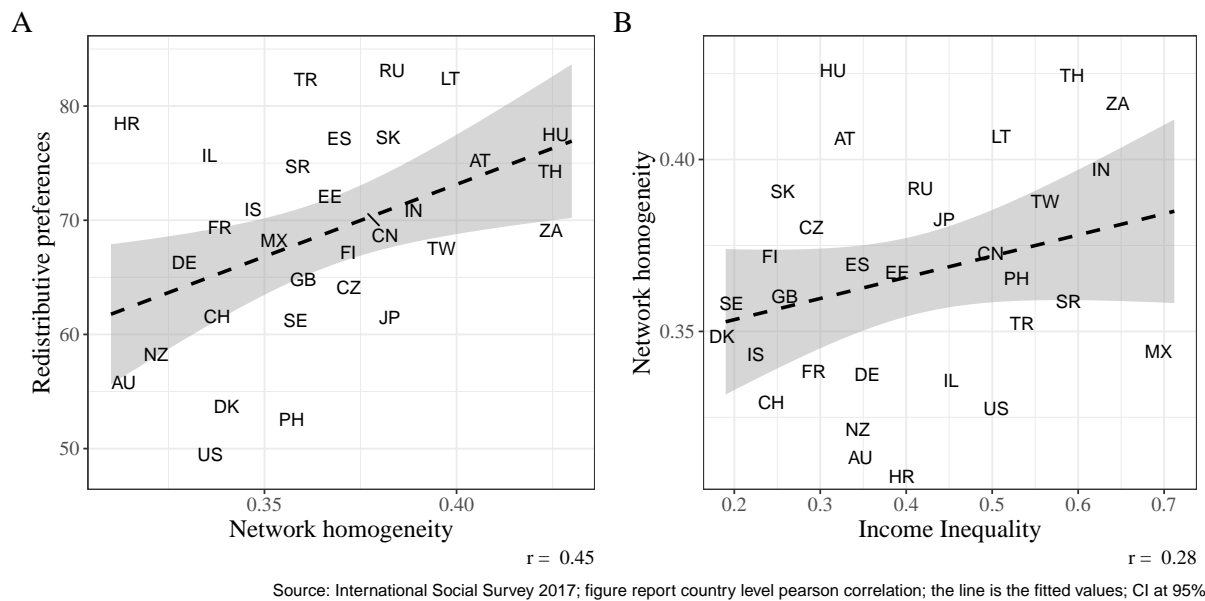 A
B
Redistributive preferences
80
70
60
50
TR
RU
LT
HR
ES
SK
HU
IL
SR
AT
TH
EE
IS
IN
FR
MX
CN
ZA
FI
TW
DE
GB
CZ
CH
SE
JP
NZ
AU
DK
PH
US
0.35
0.40
Network homogeneity
r = 0.45
Network homogeneity
0.40
0.35
HU
TH
ZA
AT
LT
IN
SK
RU
TW
CZ
JP
FI
CN
ES
EE
PH
SE
GB
SR
DK
TR
IS
MX
FR
DE
IL
CH
US
NZ
AU
HR
0.2
0.3
0.4
0.5
0.6
0.7
Income Inequality
r = 0.28
Source: International Social Survey 2017; figure report country level pearson correlation; the line is the fitted values; CI at 95%